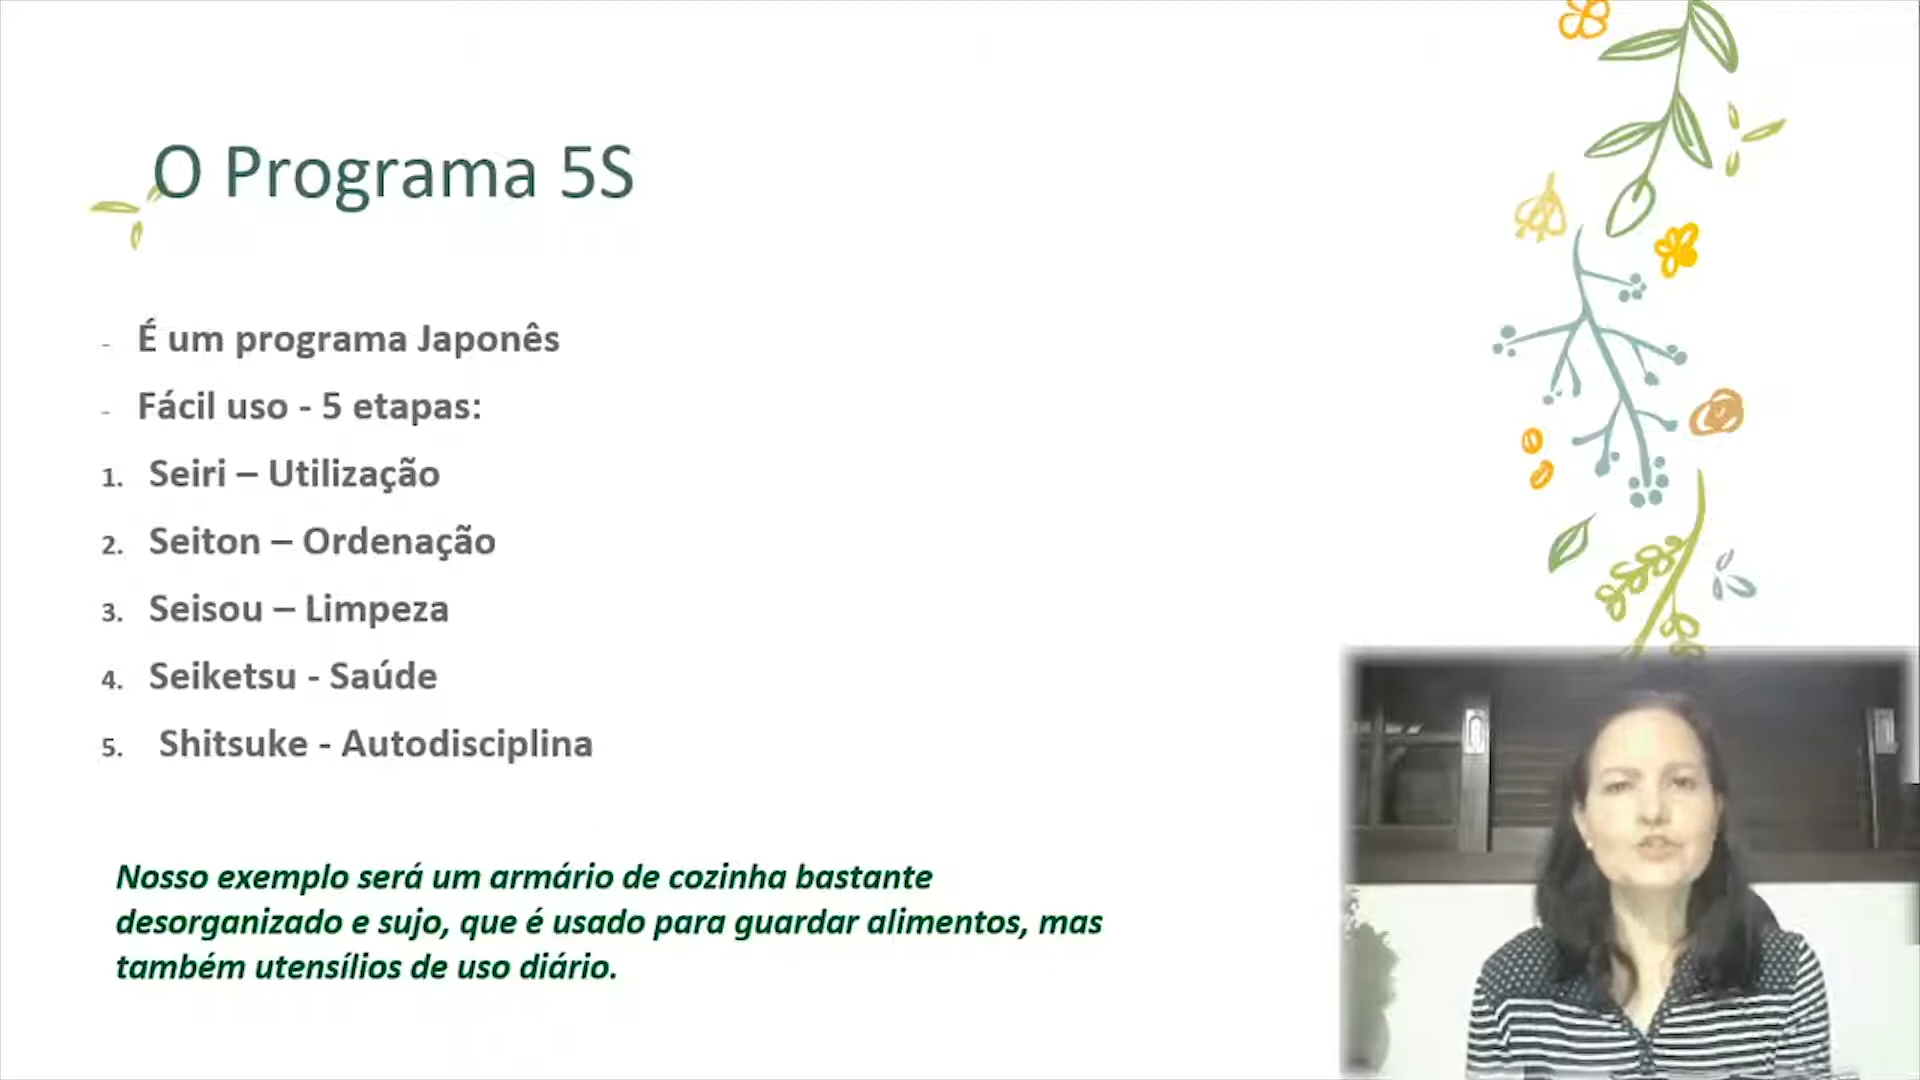 O Programa 5S
- É um programa Japonês
- Fácil uso - 5 etapas:
1. Seiri – Utilização
2. Seiton – Ordenação
3. Seisou – Limpeza
4. Seiketsu - Saúde
5. Shitsuke - Autodisciplina
Nosso exemplo será um armário de cozinha bastante
desorganizado e sujo, que é usado para guardar alimentos, mas
também utensílios de uso diário.